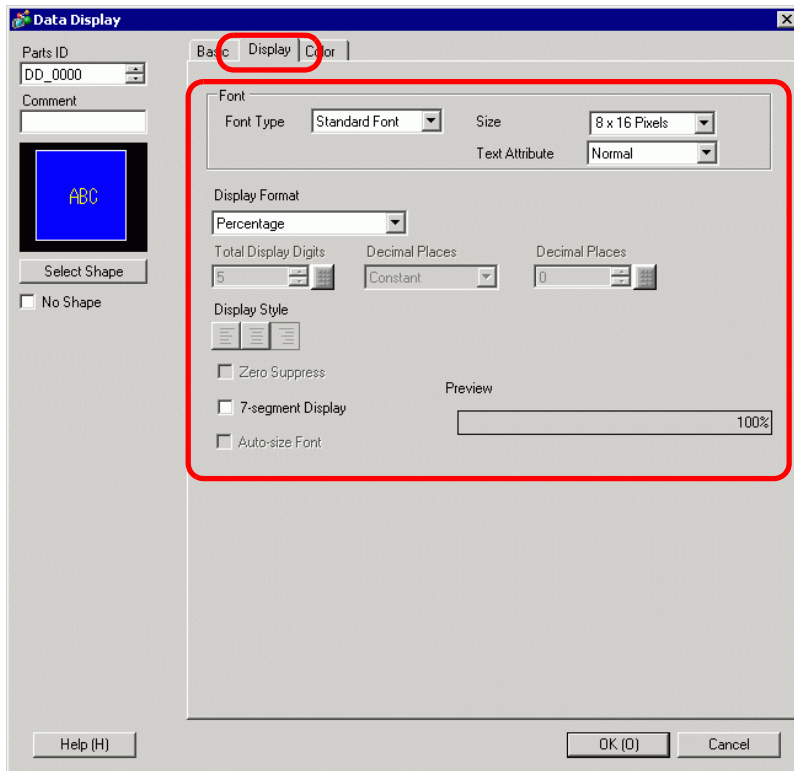 Data Display
Parts ID
DD_0000
Comment
ABC
Select Shape
No Shape
Basic Display Color
Font
Font Type Standard Font Size 8 x 16 Pixels
Text Attribute Normal
Display Format
Percentage
Total Display Digits Decimal Places Decimal Places
5 Constant 0
Display Style
Zero Suppress
Preview
7-segment Display
100%
Auto-size Font
Help (H) OK (O) Cancel